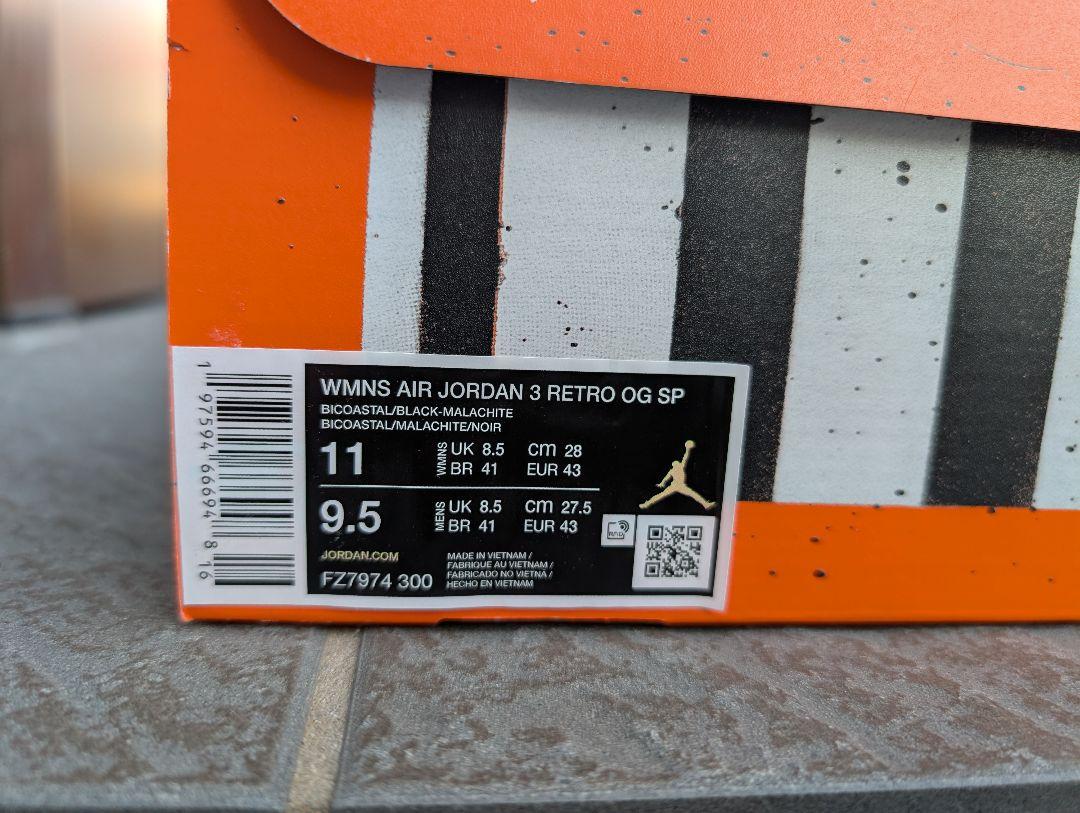 WMNS AIR JORDAN 3 RETRO OG SP
BICOASTAL/BLACK-MALACHITE
BICOASTAL/MALACHITE/NOIR
11
WMNS
UK 8.5 cm 28
BR 41 EUR 43
9.5
MENS
UK 8.5 cm 27.5
BR 41 EUR 43
JORDAN.COM
FZ7974 300
MADE IN VIETNAM /
FABRIQUE AU VIETNAM /
FABRICADO NO VIETNA /
HECHO EN VIETNAM
1 97594 66694 8 16